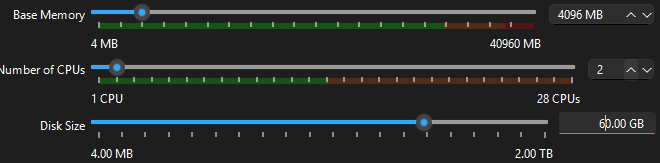 Base Memory 4096 MB
4 MB 40960 MB
Number of CPUs 2
1 CPU 28 CPUs
Disk Size 60.00 GB
4.00 MB 2.00 TB